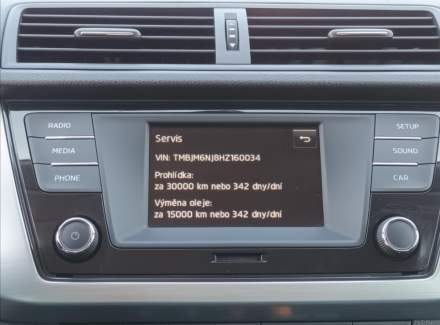 RADIO
MEDIA
PHONE
Servis
VIN: TMBJM6NJ8HZ160034
Prohlídka:
za 30000 km nebo 342 dny/dní
Výměna oleje:
za 15000 km nebo 342 dny/dní
SETUP
SOUND
CAR